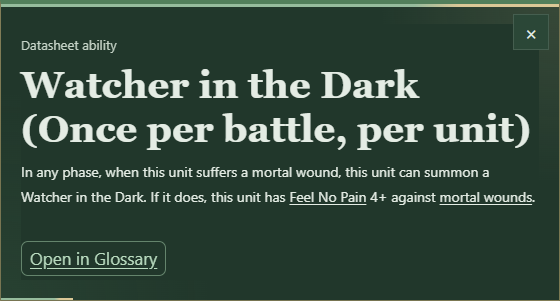 Datasheet ability
×
Watcher in the Dark
(Once per battle, per unit)
In any phase, when this unit suffers a mortal wound, this unit can summon a
Watcher in the Dark. If it does, this unit has Feel No Pain 4+ against mortal wounds.
Open in Glossary